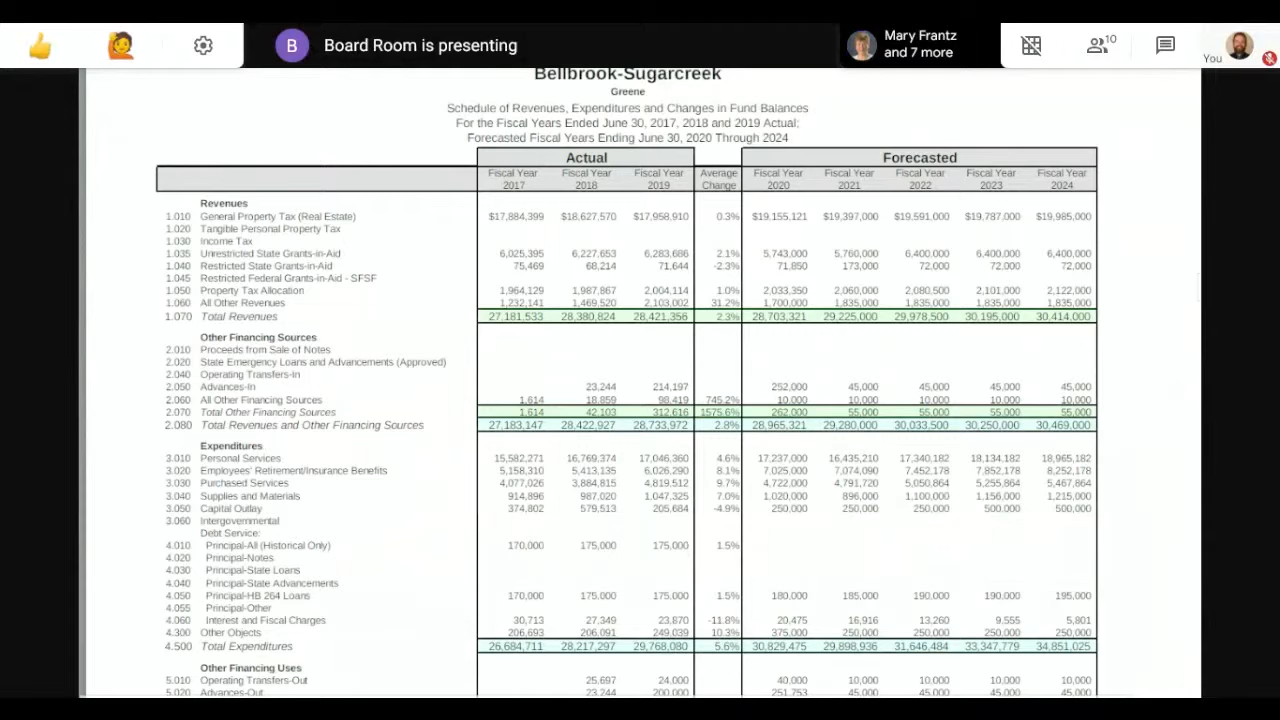 👍 🙋 B Board Room is presenting Mary Frantz and 7 more 10 You
Bellbrook-Sugarcreek
Greene
Schedule of Revenues, Expenditures and Changes in Fund Balances
For the Fiscal Years Ended June 30, 2017, 2018 and 2019 Actual;
Forecasted Fiscal Years Ending June 30, 2020 Through 2024
Actual Forecasted
Fiscal Year 2017 Fiscal Year 2018 Fiscal Year 2019 Average Change Fiscal Year 2020 Fiscal Year 2021 Fiscal Year 2022 Fiscal Year 2023 Fiscal Year 2024
Revenues
1.010 General Property Tax (Real Estate) $17,884,399 $18,627,570 $17,958,910 0.3% $19,155,121 $19,397,000 $19,591,000 $19,787,000 $19,985,000
1.020 Tangible Personal Property Tax
1.030 Income Tax
1.035 Unrestricted State Grants-in-Aid 6,025,395 6,227,653 6,283,686 2.1% 5,743,000 5,760,000 6,400,000 6,400,000 6,400,000
1.040 Restricted State Grants-in-Aid 75,469 68,214 71,644 -2.3% 71,850 173,000 72,000 72,000 72,000
1.045 Restricted Federal Grants-in-Aid - SFSF
1.050 Property Tax Allocation 1,964,129 1,987,867 2,004,114 1.0% 2,033,350 2,060,000 2,080,500 2,101,000 2,122,000
1.060 All Other Revenues 1,232,141 1,469,520 2,103,002 31.2% 1,700,000 1,835,000 1,835,000 1,835,000 1,835,000
1.070 Total Revenues 27,181,533 28,380,824 28,421,356 2.3% 28,703,321 29,225,000 29,978,500 30,195,000 30,414,000
Other Financing Sources
2.010 Proceeds from Sale of Notes
2.020 State Emergency Loans and Advancements (Approved)
2.040 Operating Transfers-In
2.050 Advances-In 23,244 214,197 252,000 45,000 45,000 45,000 45,000
2.060 All Other Financing Sources 1,614 18,859 98,419 745.2% 10,000 10,000 10,000 10,000 10,000
2.070 Total Other Financing Sources 1,614 42,103 312,616 1575.6% 262,000 55,000 55,000 55,000 55,000
2.080 Total Revenues and Other Financing Sources 27,183,147 28,422,927 28,733,972 2.8% 28,965,321 29,280,000 30,033,500 30,250,000 30,469,000
Expenditures
3.010 Personal Services 15,582,271 16,769,374 17,046,360 4.6% 17,237,000 16,435,210 17,340,182 18,134,182 18,965,182
3.020 Employees' Retirement/Insurance Benefits 5,158,310 5,413,135 6,026,290 8.1% 7,025,000 7,074,090 7,452,178 7,852,178 8,252,178
3.030 Purchased Services 4,077,026 3,884,815 4,819,512 9.7% 4,722,000 4,791,720 5,050,864 5,255,864 5,467,864
3.040 Supplies and Materials 914,896 987,020 1,047,325 7.0% 1,020,000 896,000 1,100,000 1,156,000 1,215,000
3.050 Capital Outlay 374,802 579,513 205,684 -4.9% 250,000 250,000 250,000 500,000 500,000
3.060 Intergovernmental
Debt Service:
4.010 Principal-All (Historical Only) 170,000 175,000 175,000 1.5%
4.020 Principal-Notes
4.030 Principal-State Loans
4.040 Principal-State Advancements
4.050 Principal-HB 264 Loans 170,000 175,000 175,000 1.5% 180,000 185,000 190,000 190,000 195,000
4.055 Principal-Other
4.060 Interest and Fiscal Charges 30,713 27,349 23,870 -11.8% 20,475 16,916 13,260 9,555 5,801
4.300 Other Objects 206,693 206,091 249,039 10.3% 375,000 250,000 250,000 250,000 250,000
4.500 Total Expenditures 26,684,711 28,217,297 29,768,080 5.6% 30,829,475 29,898,936 31,646,484 33,347,779 34,851,025
Other Financing Uses
5.010 Operating Transfers-Out 25,697 24,000 40,000 10,000 10,000 10,000 10,000
5.020 Advances-Out 23,244 200,000 251,753 45,000 45,000 45,000 45,000